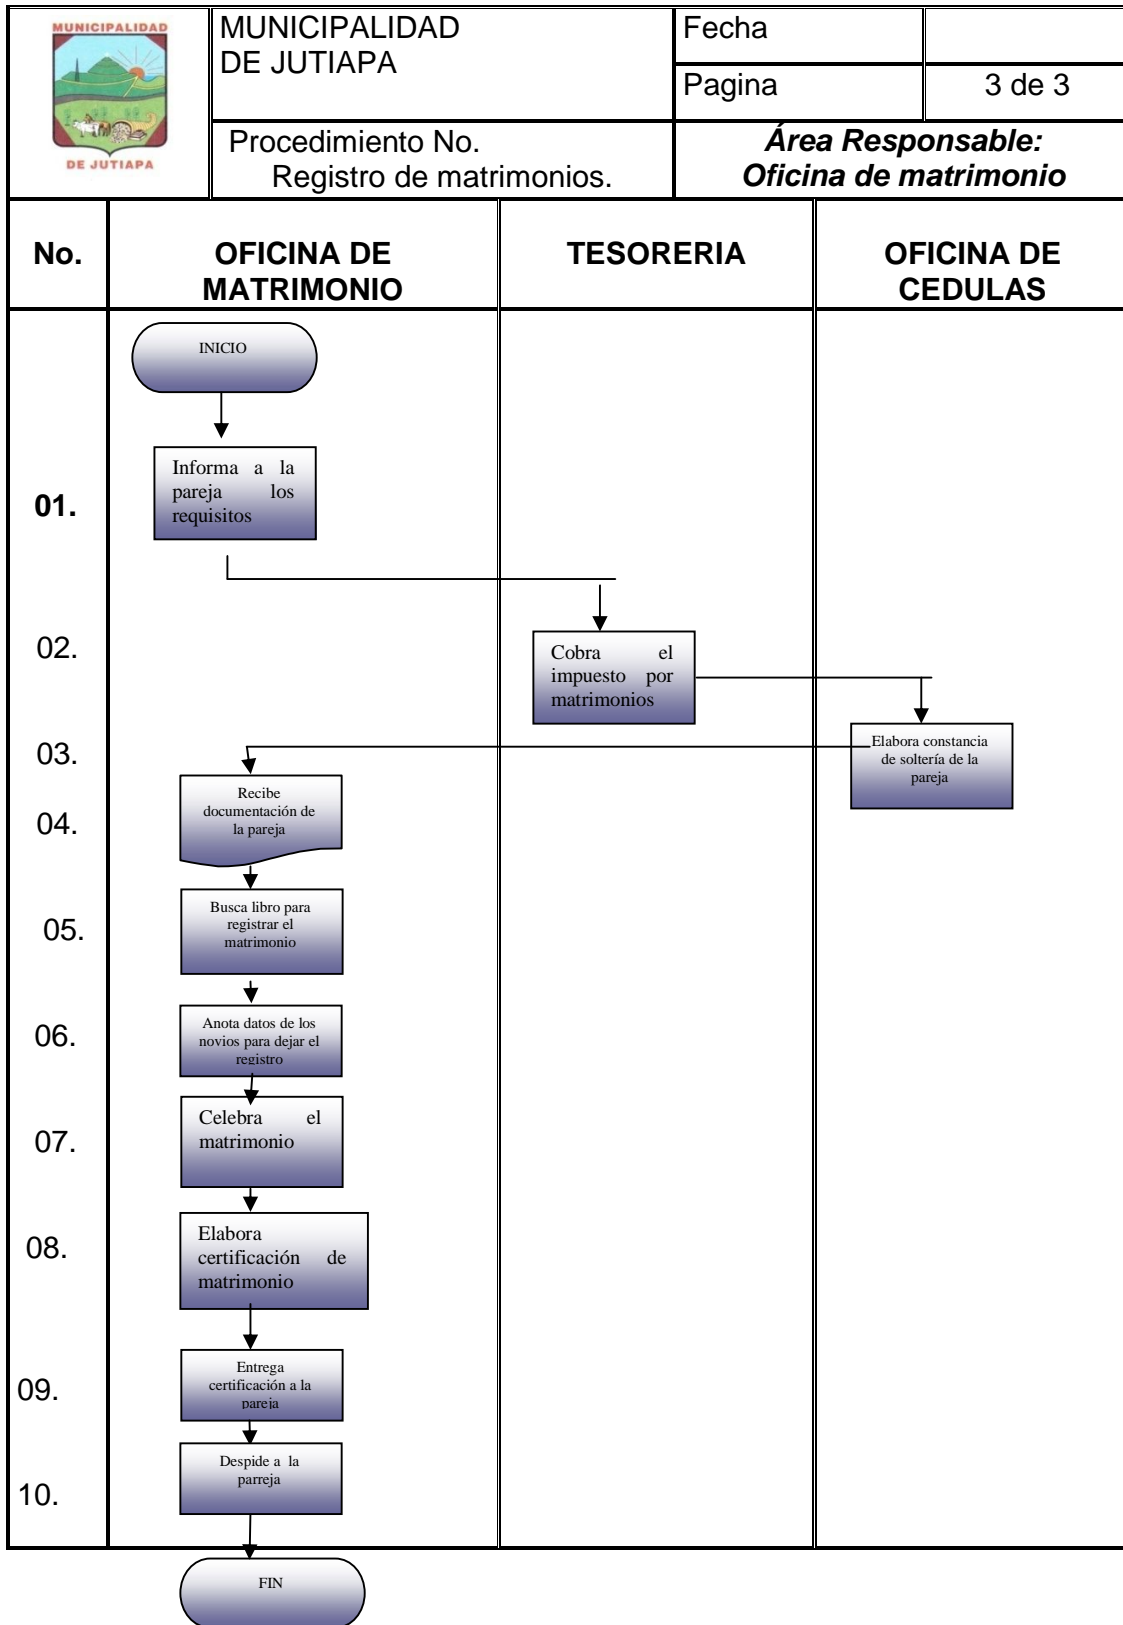 MUNICIPALIDAD
DE JUTIAPA
MUNICIPALIDAD
DE JUTIAPA
Fecha
Pagina
3 de 3
Procedimiento No.
Registro de matrimonios.
Área Responsable:
Oficina de matrimonio
No.
OFICINA DE
MATRIMONIO
TESORERIA
OFICINA DE
CEDULAS
INICIO
01.
Informa a la
pareja los
requisitos
02.
Cobra el
impuesto por
matrimonios
03.
Elabora constancia
de soltería de la
pareja
04.
Recibe
documentación de
la pareja
05.
Busca libro para
registrar el
matrimonio
06.
Anota datos de los
novios para dejar el
registro
07.
Celebra el
matrimonio
08.
Elabora
certificación de
matrimonio
09.
Entrega
certificación a la
pareja
10.
Despide a la
parreja
FIN